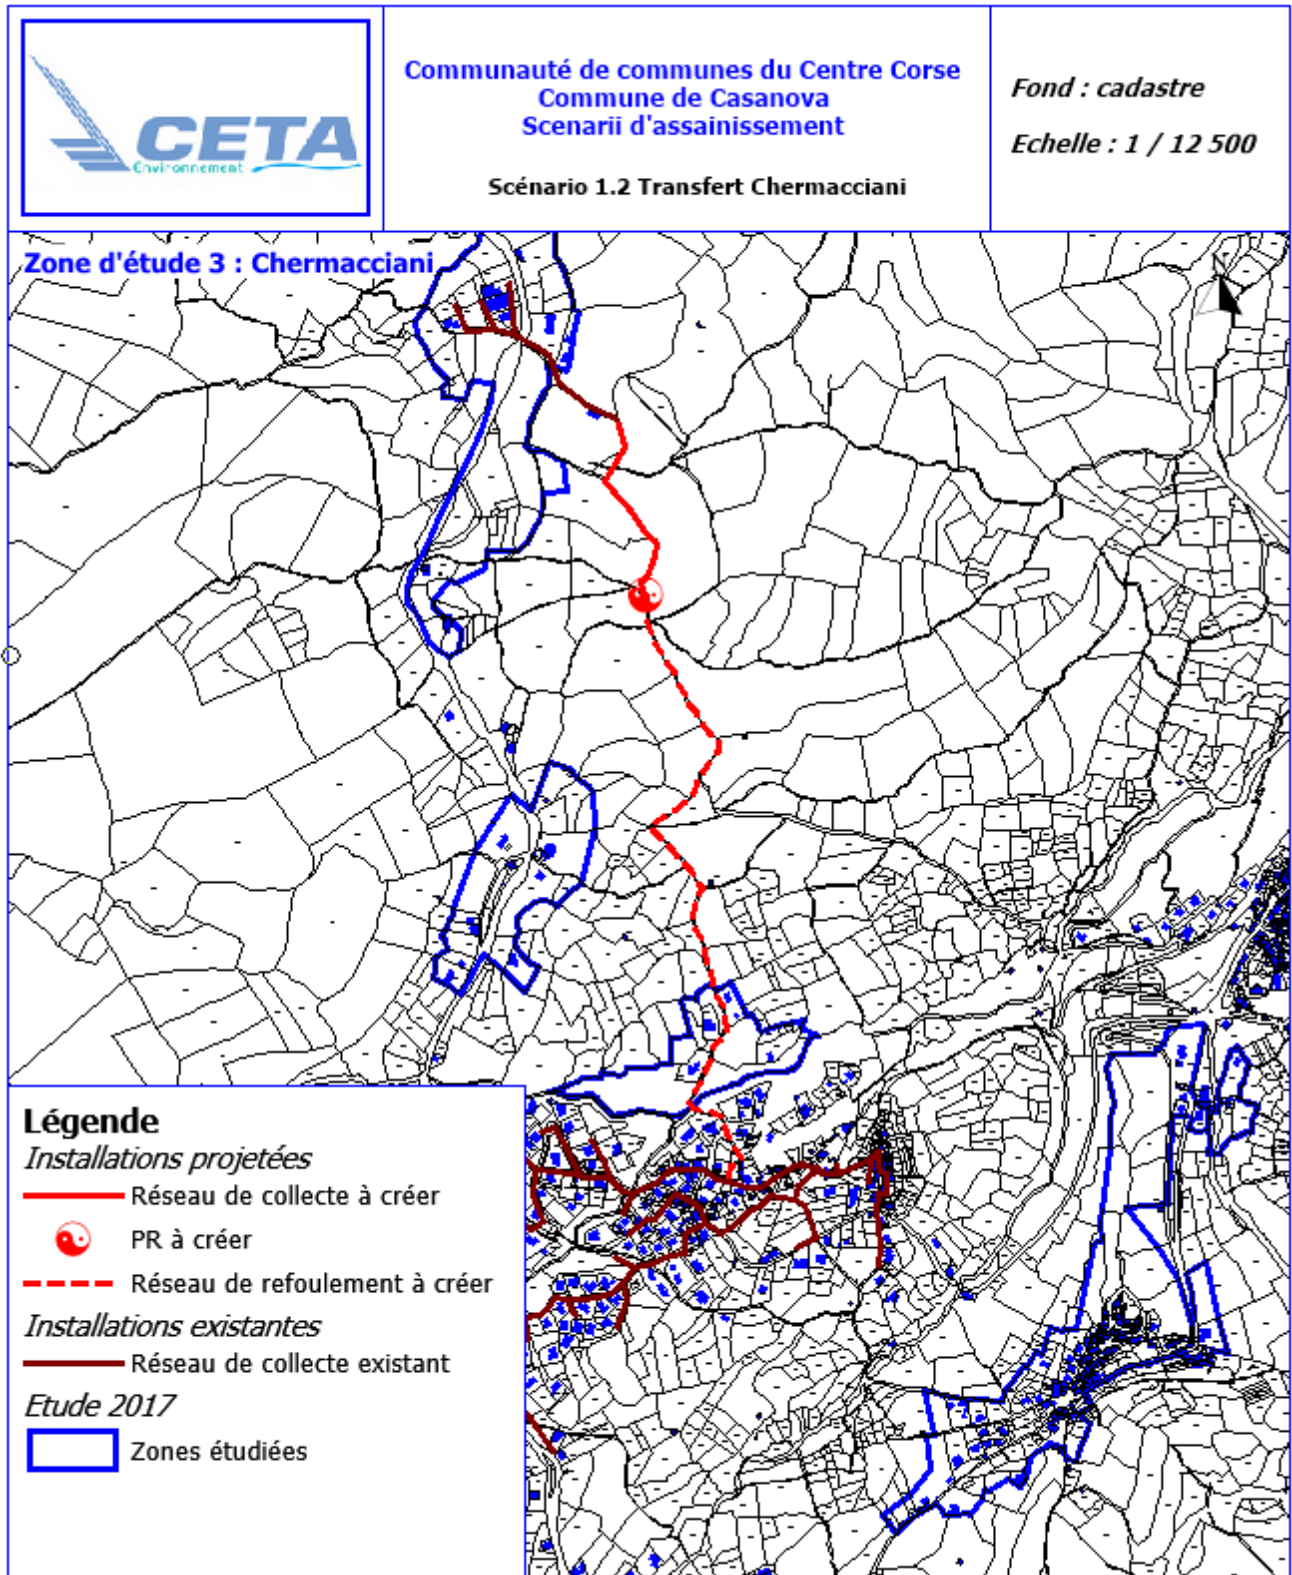 CETA
Environnement
Communauté de communes du Centre Corse
Commune de Casanova
Scenarii d'assainissement
Scénario 1.2 Transfert Chermacciani
Fond : cadastre
Echelle : 1 / 12 500
Zone d'étude 3 : Chermacciani
N
Légende
Installations projetées
Réseau de collecte à créer
PR à créer
Réseau de refoulement à créer
Installations existantes
Réseau de collecte existant
Etude 2017
Zones étudiées